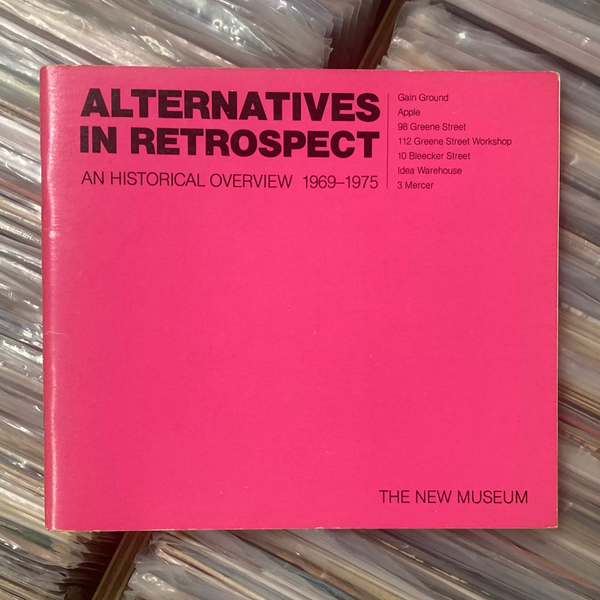 ALTERNATIVES
IN RETROSPECT
AN HISTORICAL OVERVIEW 1969–1975
Gain Ground
Apple
98 Greene Street
112 Greene Street Workshop
10 Bleecker Street
Idea Warehouse
3 Mercer
THE NEW MUSEUM